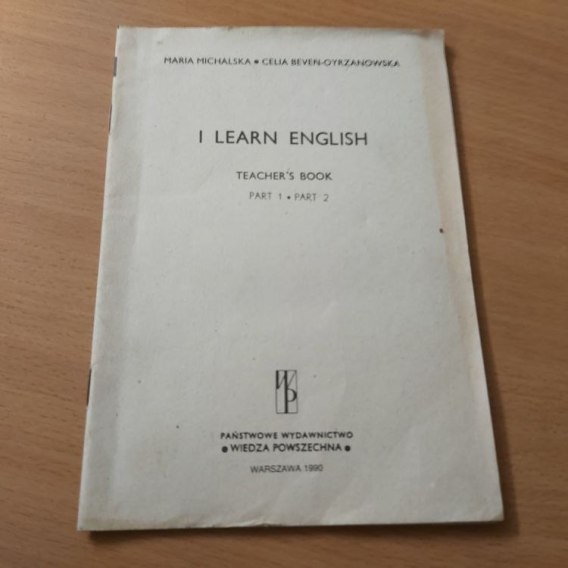 MARIA MICHALSKA • CELIA BEVEN-OYRZANOWSKA
I LEARN ENGLISH
TEACHER'S BOOK
PART 1 • PART 2
WP
PAŃSTWOWE WYDAWNICTWO
• WIEDZA POWSZECHNA •
WARSZAWA 1990